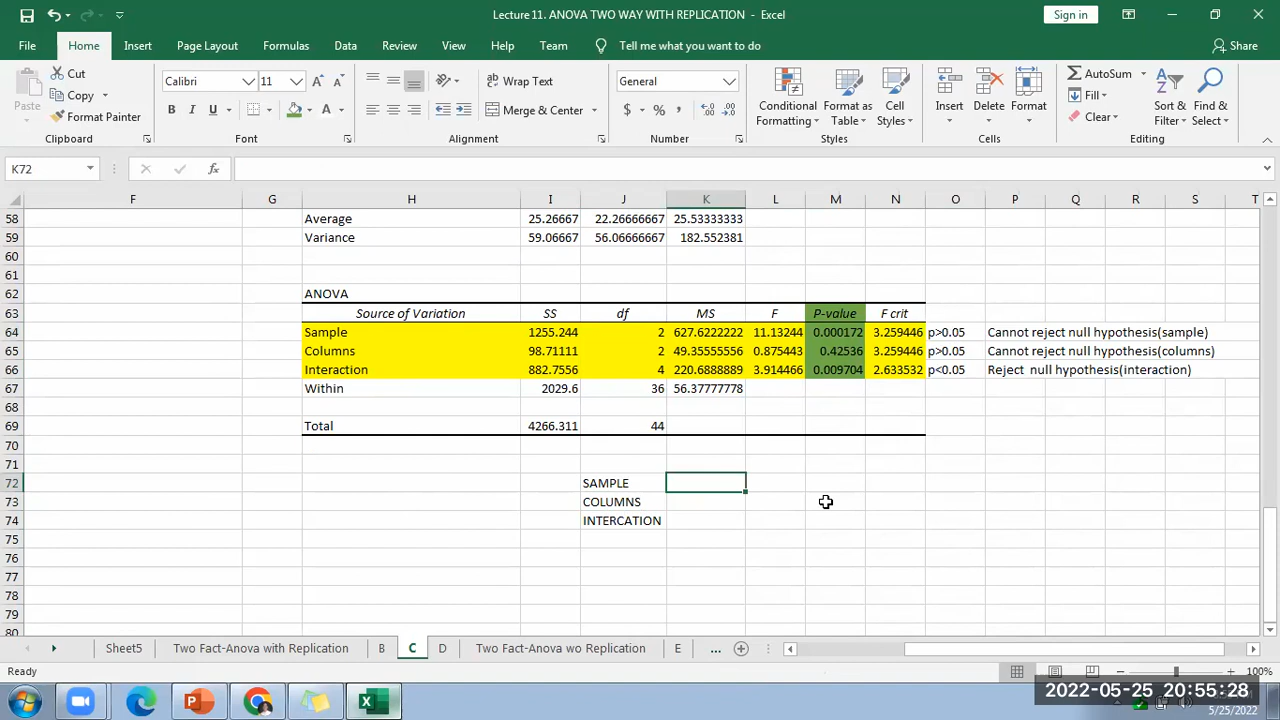 Lecture 11. ANOVA TWO WAY WITH REPLICATION - Excel
Sign in
File Home Insert Page Layout Formulas Data Review View Help Team Tell me what you want to do Share
Paste
Cut
Copy
Format Painter
Clipboard
Calibri 11
B I U
Font
Wrap Text
Merge & Center
Alignment
General
$ % ,
Number
Conditional Formatting
Format as Table
Cell Styles
Styles
Insert Delete Format
Cells
AutoSum
Fill
Clear
Sort & Filter
Find & Select
Editing
K72 fx
F G H I J K L M N O P Q R S T
58 Average 25.26667 22.26666667 25.53333333
59 Variance 59.06667 56.06666667 182.552381
60
61
62 ANOVA
63 Source of Variation SS df MS F P-value F crit
64 Sample 1255.244 2 627.6222222 11.13244 0.000172 3.259446 p>0.05 Cannot reject null hypothesis(sample)
65 Columns 98.71111 2 49.35555556 0.875443 0.42536 3.259446 p>0.05 Cannot reject null hypothesis(columns)
66 Interaction 882.7556 4 220.6888889 3.914466 0.009704 2.633532 p<0.05 Reject null hypothesis(interaction)
67 Within 2029.6 36 56.37777778
68
69 Total 4266.311 44
70
71
72 SAMPLE
73 COLUMNS
74 INTERCATION
75
76
77
78
79
80
Sheet5 Two Fact-Anova with Replication B C D Two Fact-Anova wo Replication E ...
Ready 100%
2022-05-25 20:55:28
5/25/2022